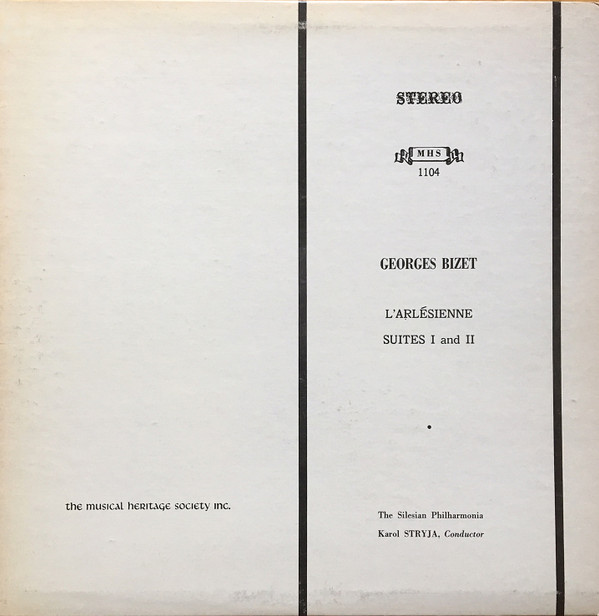 STEREO
MHS
1104
GEORGES BIZET
L'ARLÉSIENNE
SUITES I and II
the musical heritage society inc.
The Silesian Philharmonia
Karol STRYJA, Conductor